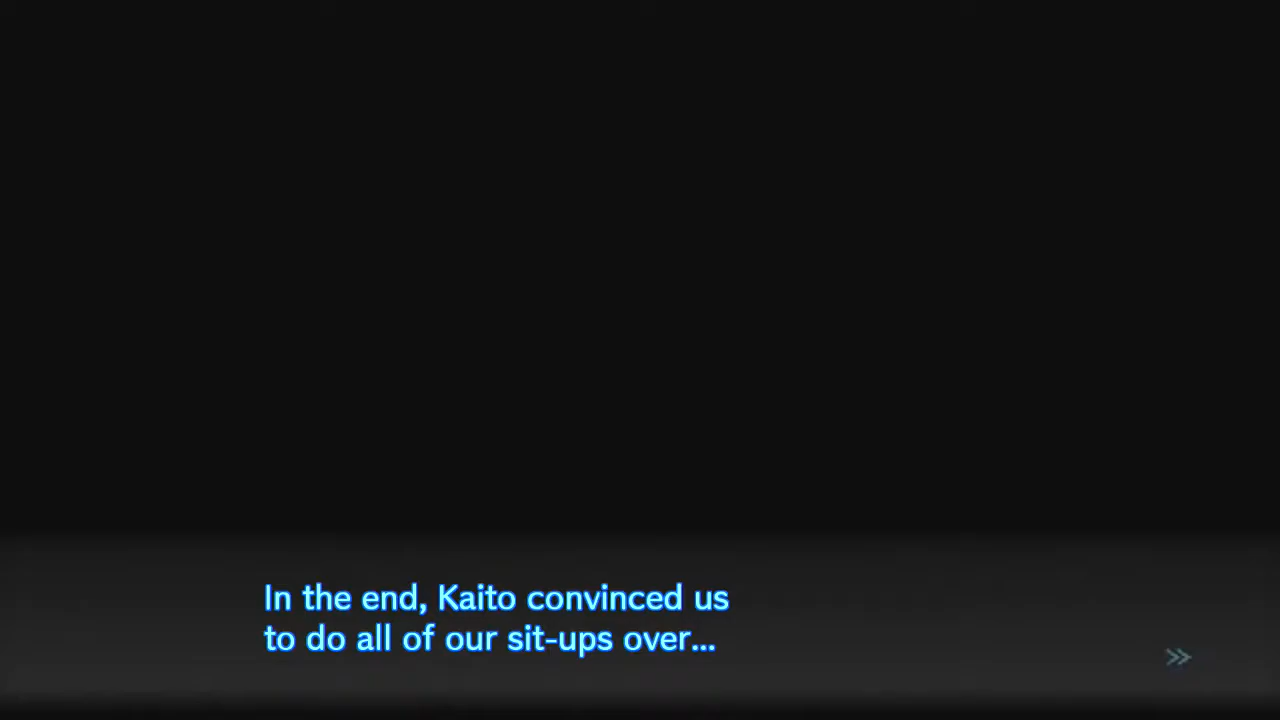 In the end, Kaito convinced us
to do all of our sit-ups over...